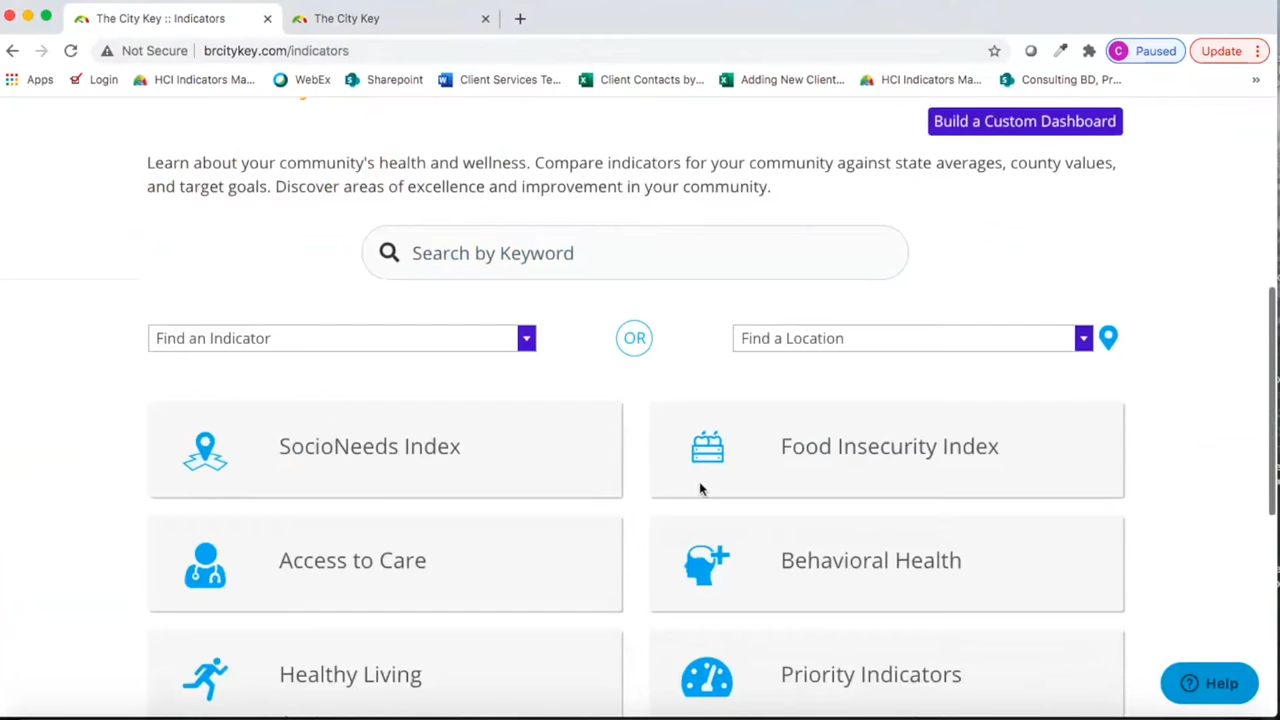 The City Key :: Indicators
The City Key
Not Secure
brcitykey.com/indicators
C
Paused
Update
Apps
Login
HCI Indicators Ma...
WebEx
Sharepoint
Client Services Te...
Client Contacts by...
Adding New Client...
HCI Indicators Ma...
Consulting BD, Pr...
Build a Custom Dashboard
Learn about your community's health and wellness. Compare indicators for your community against state averages, county values,
and target goals. Discover areas of excellence and improvement in your community.
Search by Keyword
Find an Indicator
OR
Find a Location
SocioNeeds Index
Food Insecurity Index
Access to Care
Behavioral Health
Healthy Living
Priority Indicators
Help